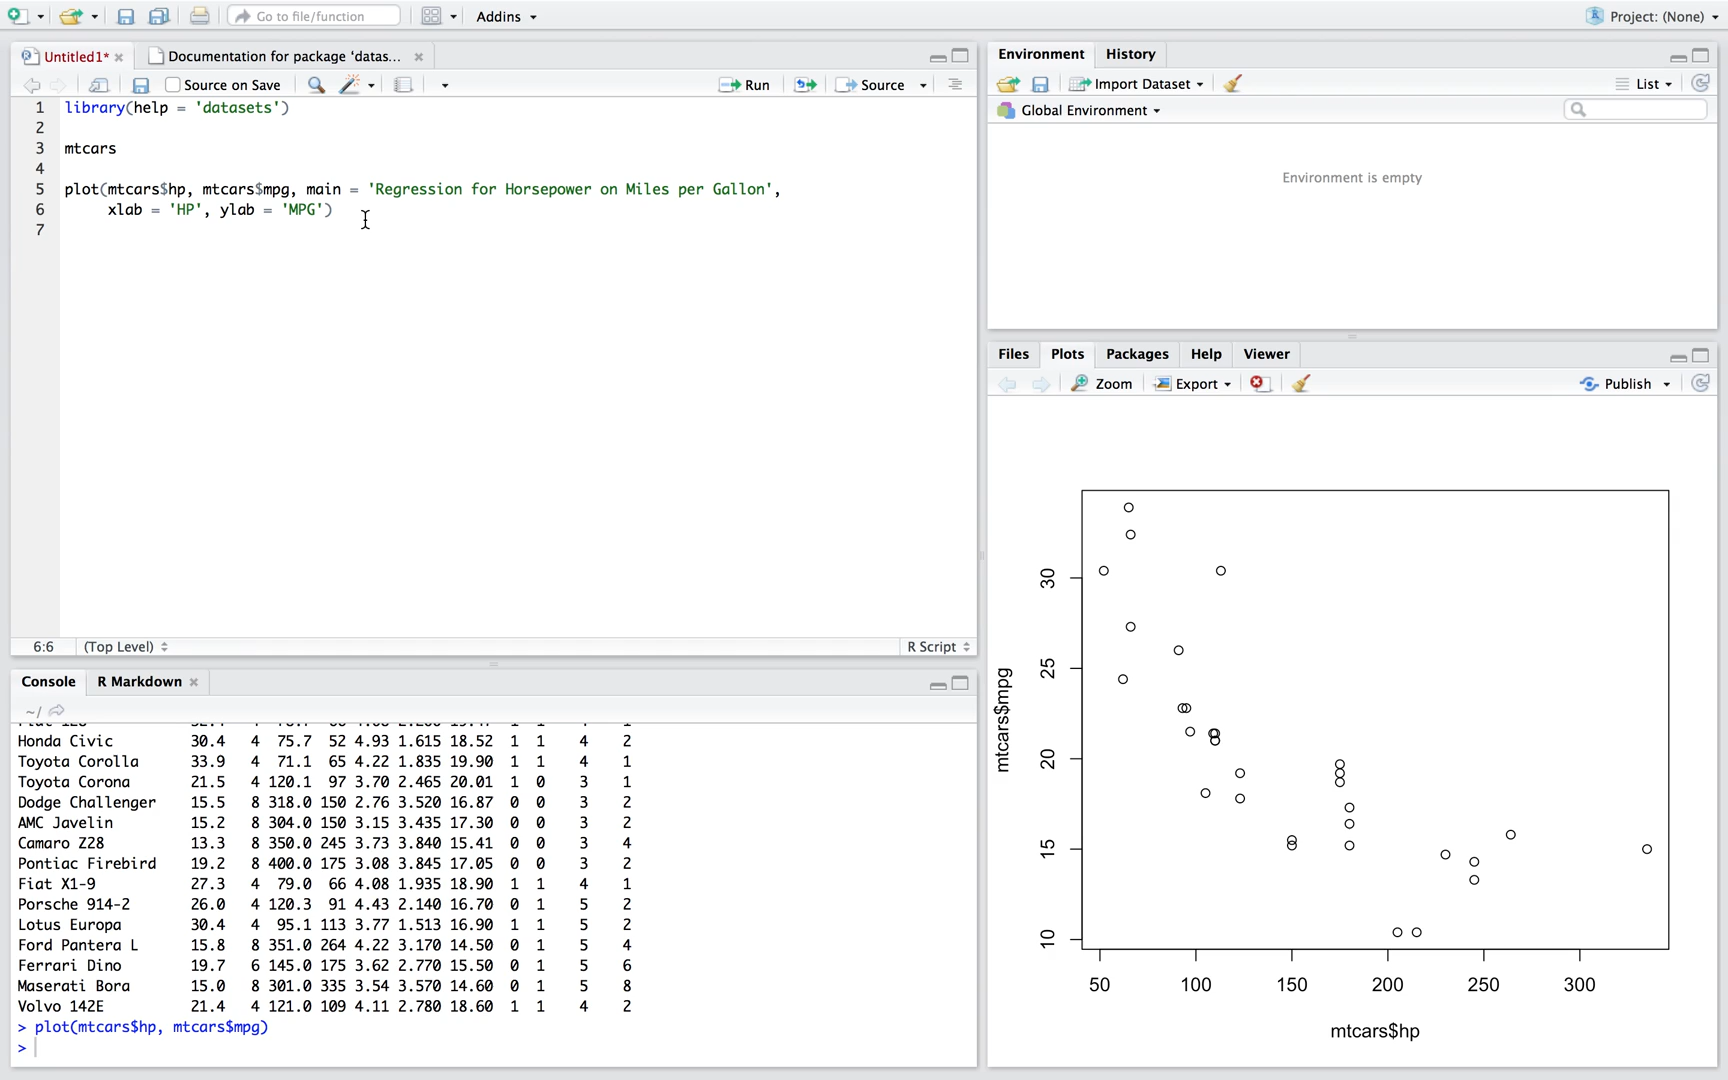 Go to file/function
Addins
Project: (None)
Untitled1*
Documentation for package ‘datas...
Source on Save
Run
Source
1 library(help = 'datasets')
2
3 mtcars
4
5 plot(mtcars$hp, mtcars$mpg, main = 'Regression for Horsepower on Miles per Gallon',
6 xlab = 'HP', ylab = 'MPG')
7
6:6
(Top Level)
R Script
Console
R Markdown
~/
Honda Civic 30.4 4 75.7 52 4.93 1.615 18.52 1 1 4 2
Toyota Corolla 33.9 4 71.1 65 4.22 1.835 19.90 1 1 4 1
Toyota Corona 21.5 4 120.1 97 3.70 2.465 20.01 1 0 3 1
Dodge Challenger 15.5 8 318.0 150 2.76 3.520 16.87 0 0 3 2
AMC Javelin 15.2 8 304.0 150 3.15 3.435 17.30 0 0 3 2
Camaro Z28 13.3 8 350.0 245 3.73 3.840 15.41 0 0 3 4
Pontiac Firebird 19.2 8 400.0 175 3.08 3.845 17.05 0 0 3 2
Fiat X1-9 27.3 4 79.0 66 4.08 1.935 18.90 1 1 4 1
Porsche 914-2 26.0 4 120.3 91 4.43 2.140 16.70 0 1 5 2
Lotus Europa 30.4 4 95.1 113 3.77 1.513 16.90 1 1 5 2
Ford Pantera L 15.8 8 351.0 264 4.22 3.170 14.50 0 1 5 4
Ferrari Dino 19.7 6 145.0 175 3.62 2.770 15.50 0 1 5 6
Maserati Bora 15.0 8 301.0 335 3.54 3.570 14.60 0 1 5 8
Volvo 142E 21.4 4 121.0 109 4.11 2.780 18.60 1 1 4 2
> plot(mtcars$hp, mtcars$mpg)
>
Environment
History
Import Dataset
List
Global Environment
Environment is empty
Files
Plots
Packages
Help
Viewer
Zoom
Export
Publish
mtcars$mpg
30
25
20
15
10
50 100 150 200 250 300
mtcars$hp